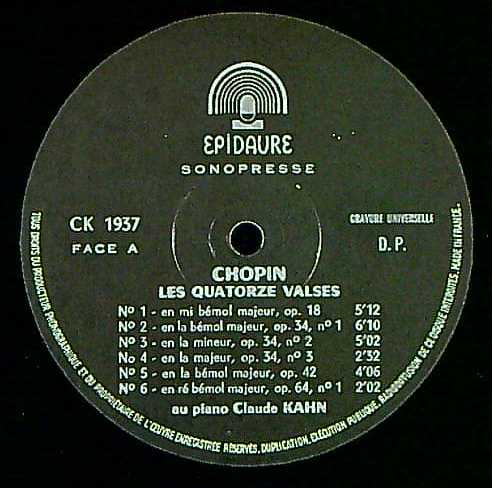 EPIDAURE
SONOPRESSE
CK 1937
FACE A
GRAVURE UNIVERSELLE
D. P.
CHOPIN
LES QUATORZE VALSES
Nº 1 - en mi bémol majeur, op. 18 5'12
Nº 2 - en la bémol majeur, op. 34, nº 1 6'10
Nº 3 - en la mineur, op. 34, nº 2 5'02
No 4 - en la majeur, op. 34, nº 3 2'32
Nº 5 - en la bémol majeur, op. 42 4'06
Nº 6 - en ré bémol majeur, op. 64, nº 1 2'02
au piano Claude KAHN
TOUS DROITS DU PRODUCTEUR PHONOGRAPHIQUE ET DU PROPRIÉTAIRE DE L'ŒUVRE ENREGISTRÉE RÉSERVÉS. DUPLICATION, EXÉCUTION PUBLIQUE, RADIODIFFUSION DE CE DISQUE INTERDITES. MADE IN FRANCE.